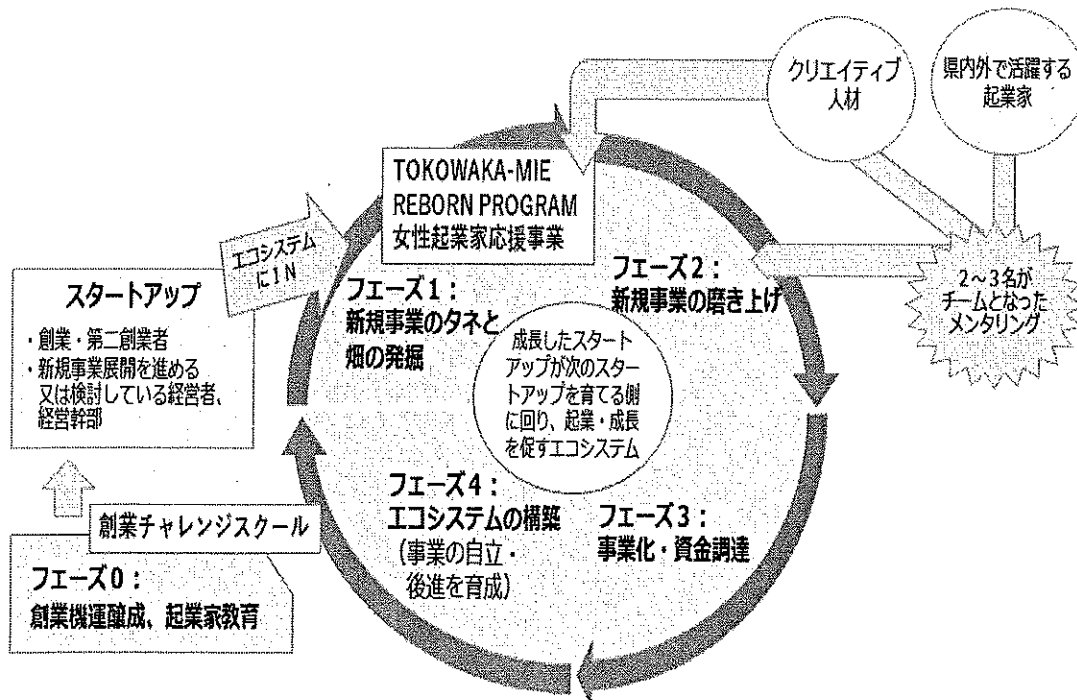 クリエイティブ
人材
県内外で活躍する
起業家
TOKOWAKA-MIE
REBORN PROGRAM
女性起業家応援事業
エコシステム
にIN
スタートアップ
・創業・第二創業者
・新規事業展開を進める
又は検討している経営者、
経営幹部
フェーズ1：
新規事業のタネと
畑の発掘
フェーズ2：
新規事業の磨き上げ
2～3名が
チームとなった
メンタリング
成長したスタート
アップが次のスター
トアップを育てる側
に回り、起業・成長
を促すエコシステム
フェーズ4：
エコシステムの構築
（事業の自立・
後進を育成）
フェーズ3：
事業化・資金調達
創業チャレンジスクール
フェーズ0：
創業機運醸成、起業家教育